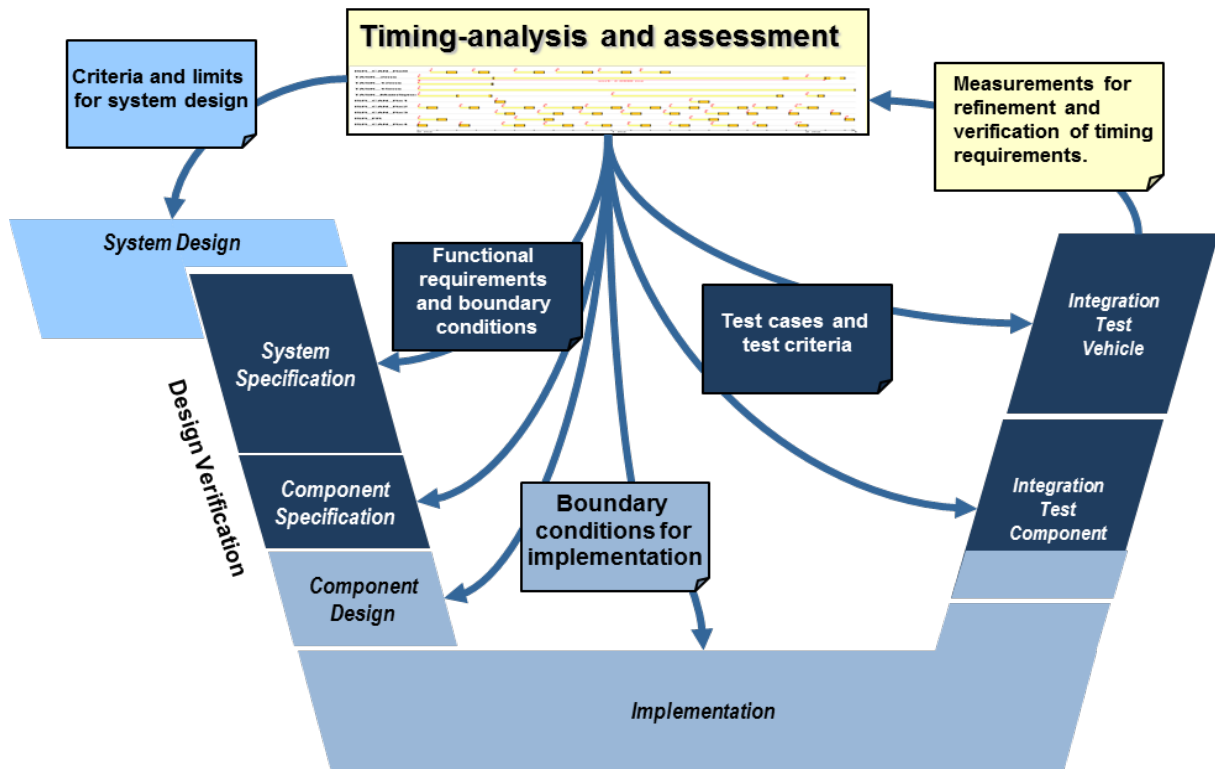 Timing-analysis and assessment
Criteria and limits
for system design
Measurements for
refinement and
verification of timing
requirements.
System Design
Functional
requirements
and boundary
conditions
Test cases and
test criteria
Integration
Test
Vehicle
System
Specification
Design Verification
Component
Specification
Boundary
conditions for
implementation
Integration
Test
Component
Component
Design
Implementation